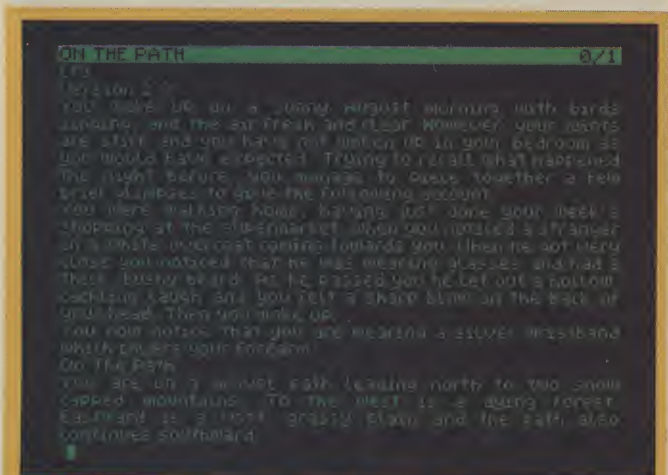 ON THE PATH 0/1
Version
You woke up on a sunny August morning with birds
singing, and the air fresh and clear. However, your joints
are stiff and you have not woken up in your bedroom as
you would have expected. Trying to recall what happened
the night before, you manage to piece together a few
brief glimpses to give the following account.
You were walking home, having just done your week's
shopping at the supermarket when you noticed a stranger
in a white overcoat coming towards you. When he got very
close you noticed that he was wearing glasses and had a
thick, bushy beard. As he passed you he let out a
cackling laugh and you felt a sharp blow on the back of
your head. Then you woke up.
You now notice that you are wearing a silver wristband
which covers your forearm.
On The Path
You are on a path leading north to two snow
capped mountains. To the west is a dying forest.
Eastward is a grassy plain and the path also
continues southward.